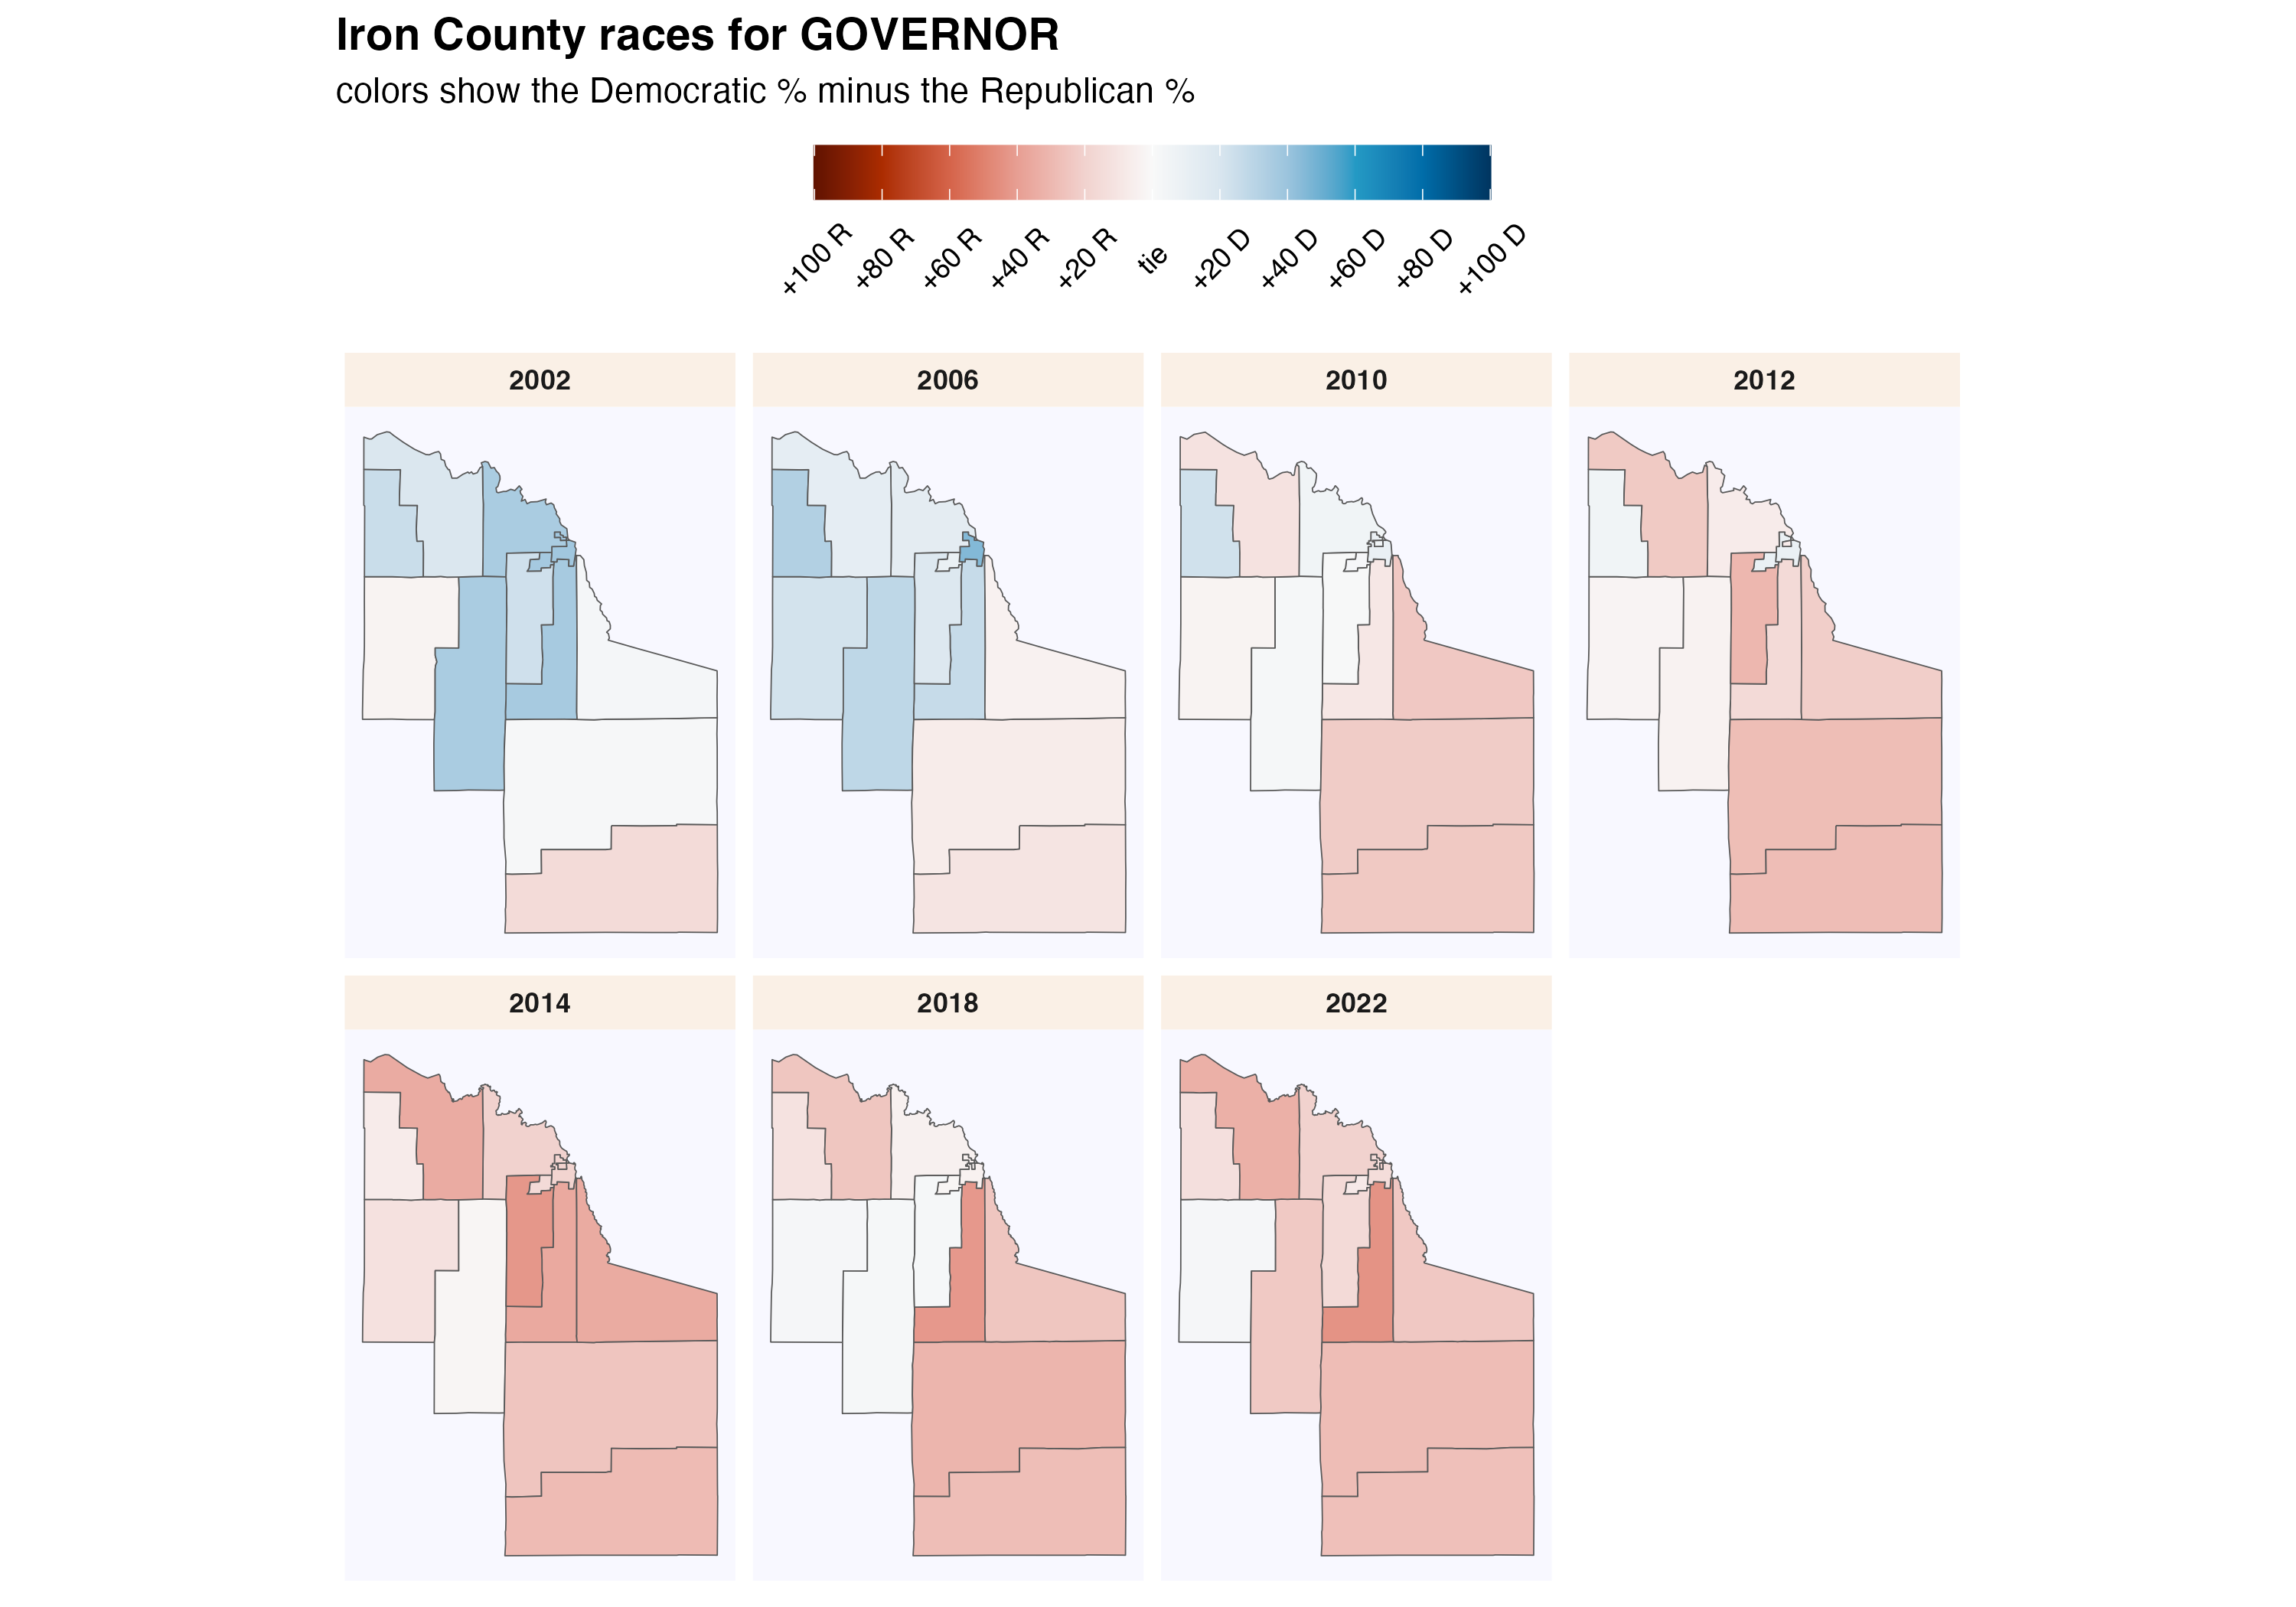 Iron County races for GOVERNOR
colors show the Democratic % minus the Republican %
+100 R
+80 R
+60 R
+40 R
+20 R
tie
+20 D
+40 D
+60 D
+80 D
+100 D
2002
2006
2010
2012
2014
2018
2022